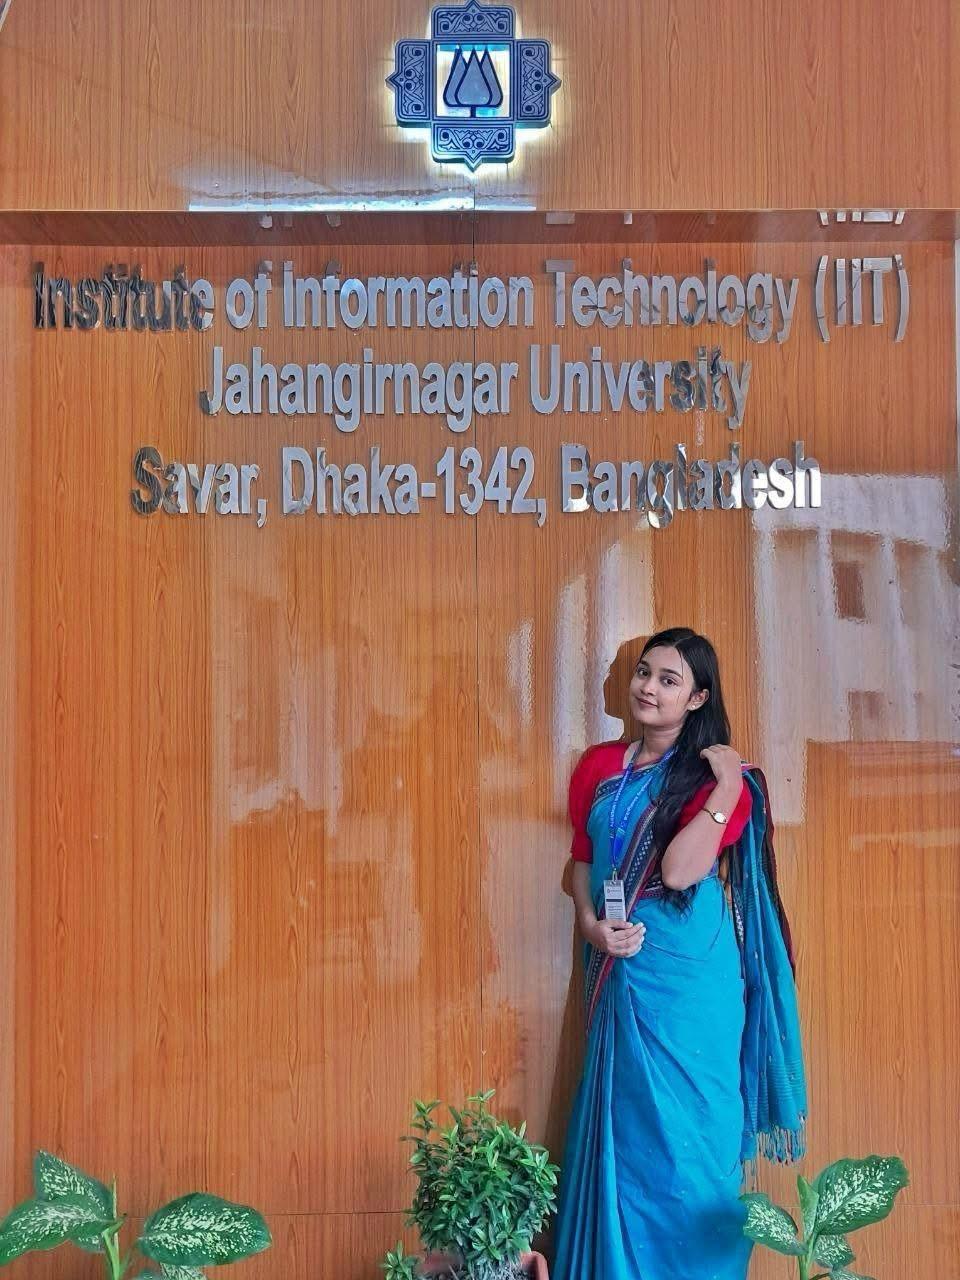 Institute of Information Technology (IIT)
Jahangirnagar University
Savar, Dhaka-1342, Bangladesh